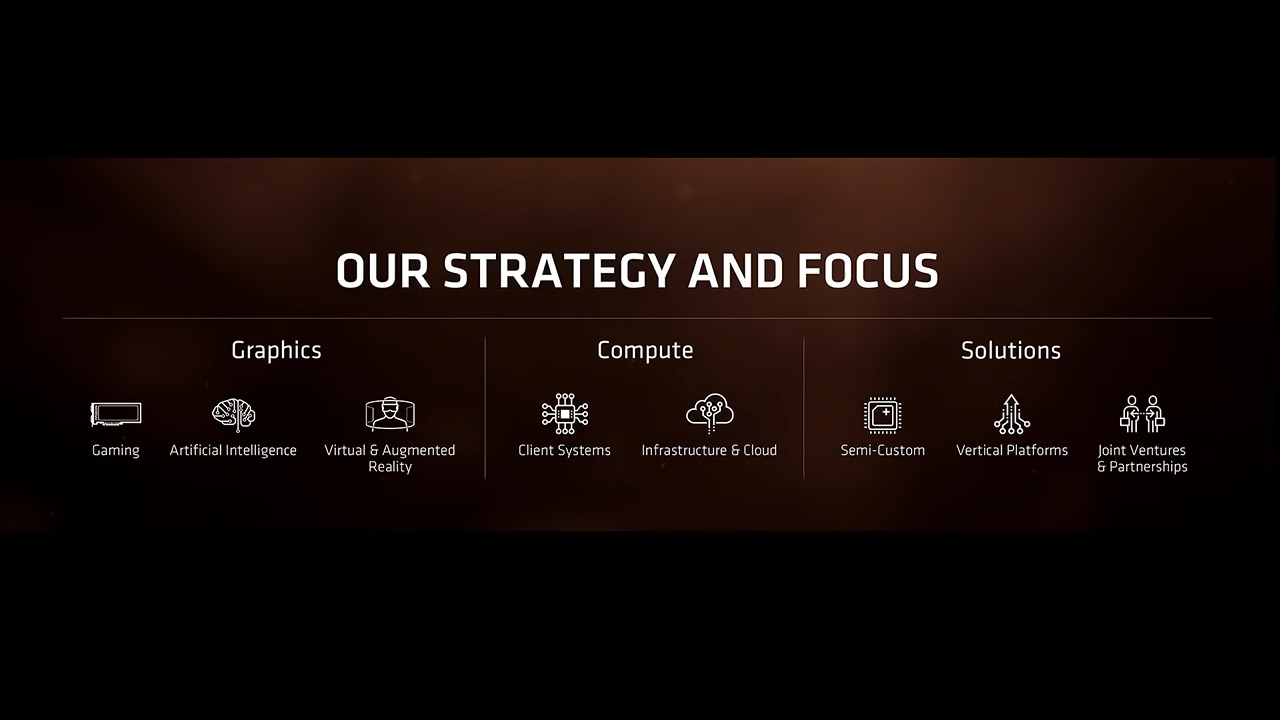 OUR STRATEGY AND FOCUS
Graphics
Gaming
Artificial Intelligence
Virtual & Augmented
Reality
Compute
Client Systems
Infrastructure & Cloud
Solutions
Semi-Custom
Vertical Platforms
Joint Ventures
& Partnerships